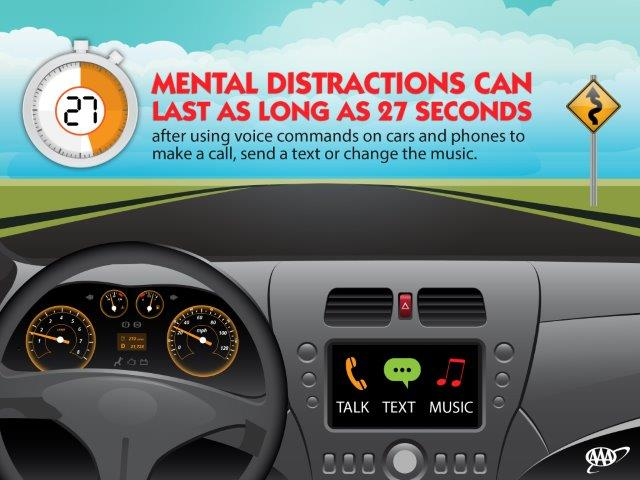 27
MENTAL DISTRACTIONS CAN
LAST AS LONG AS 27 SECONDS
after using voice commands on cars and phones to
make a call, send a text or change the music.
mph
TALK TEXT MUSIC
AAA